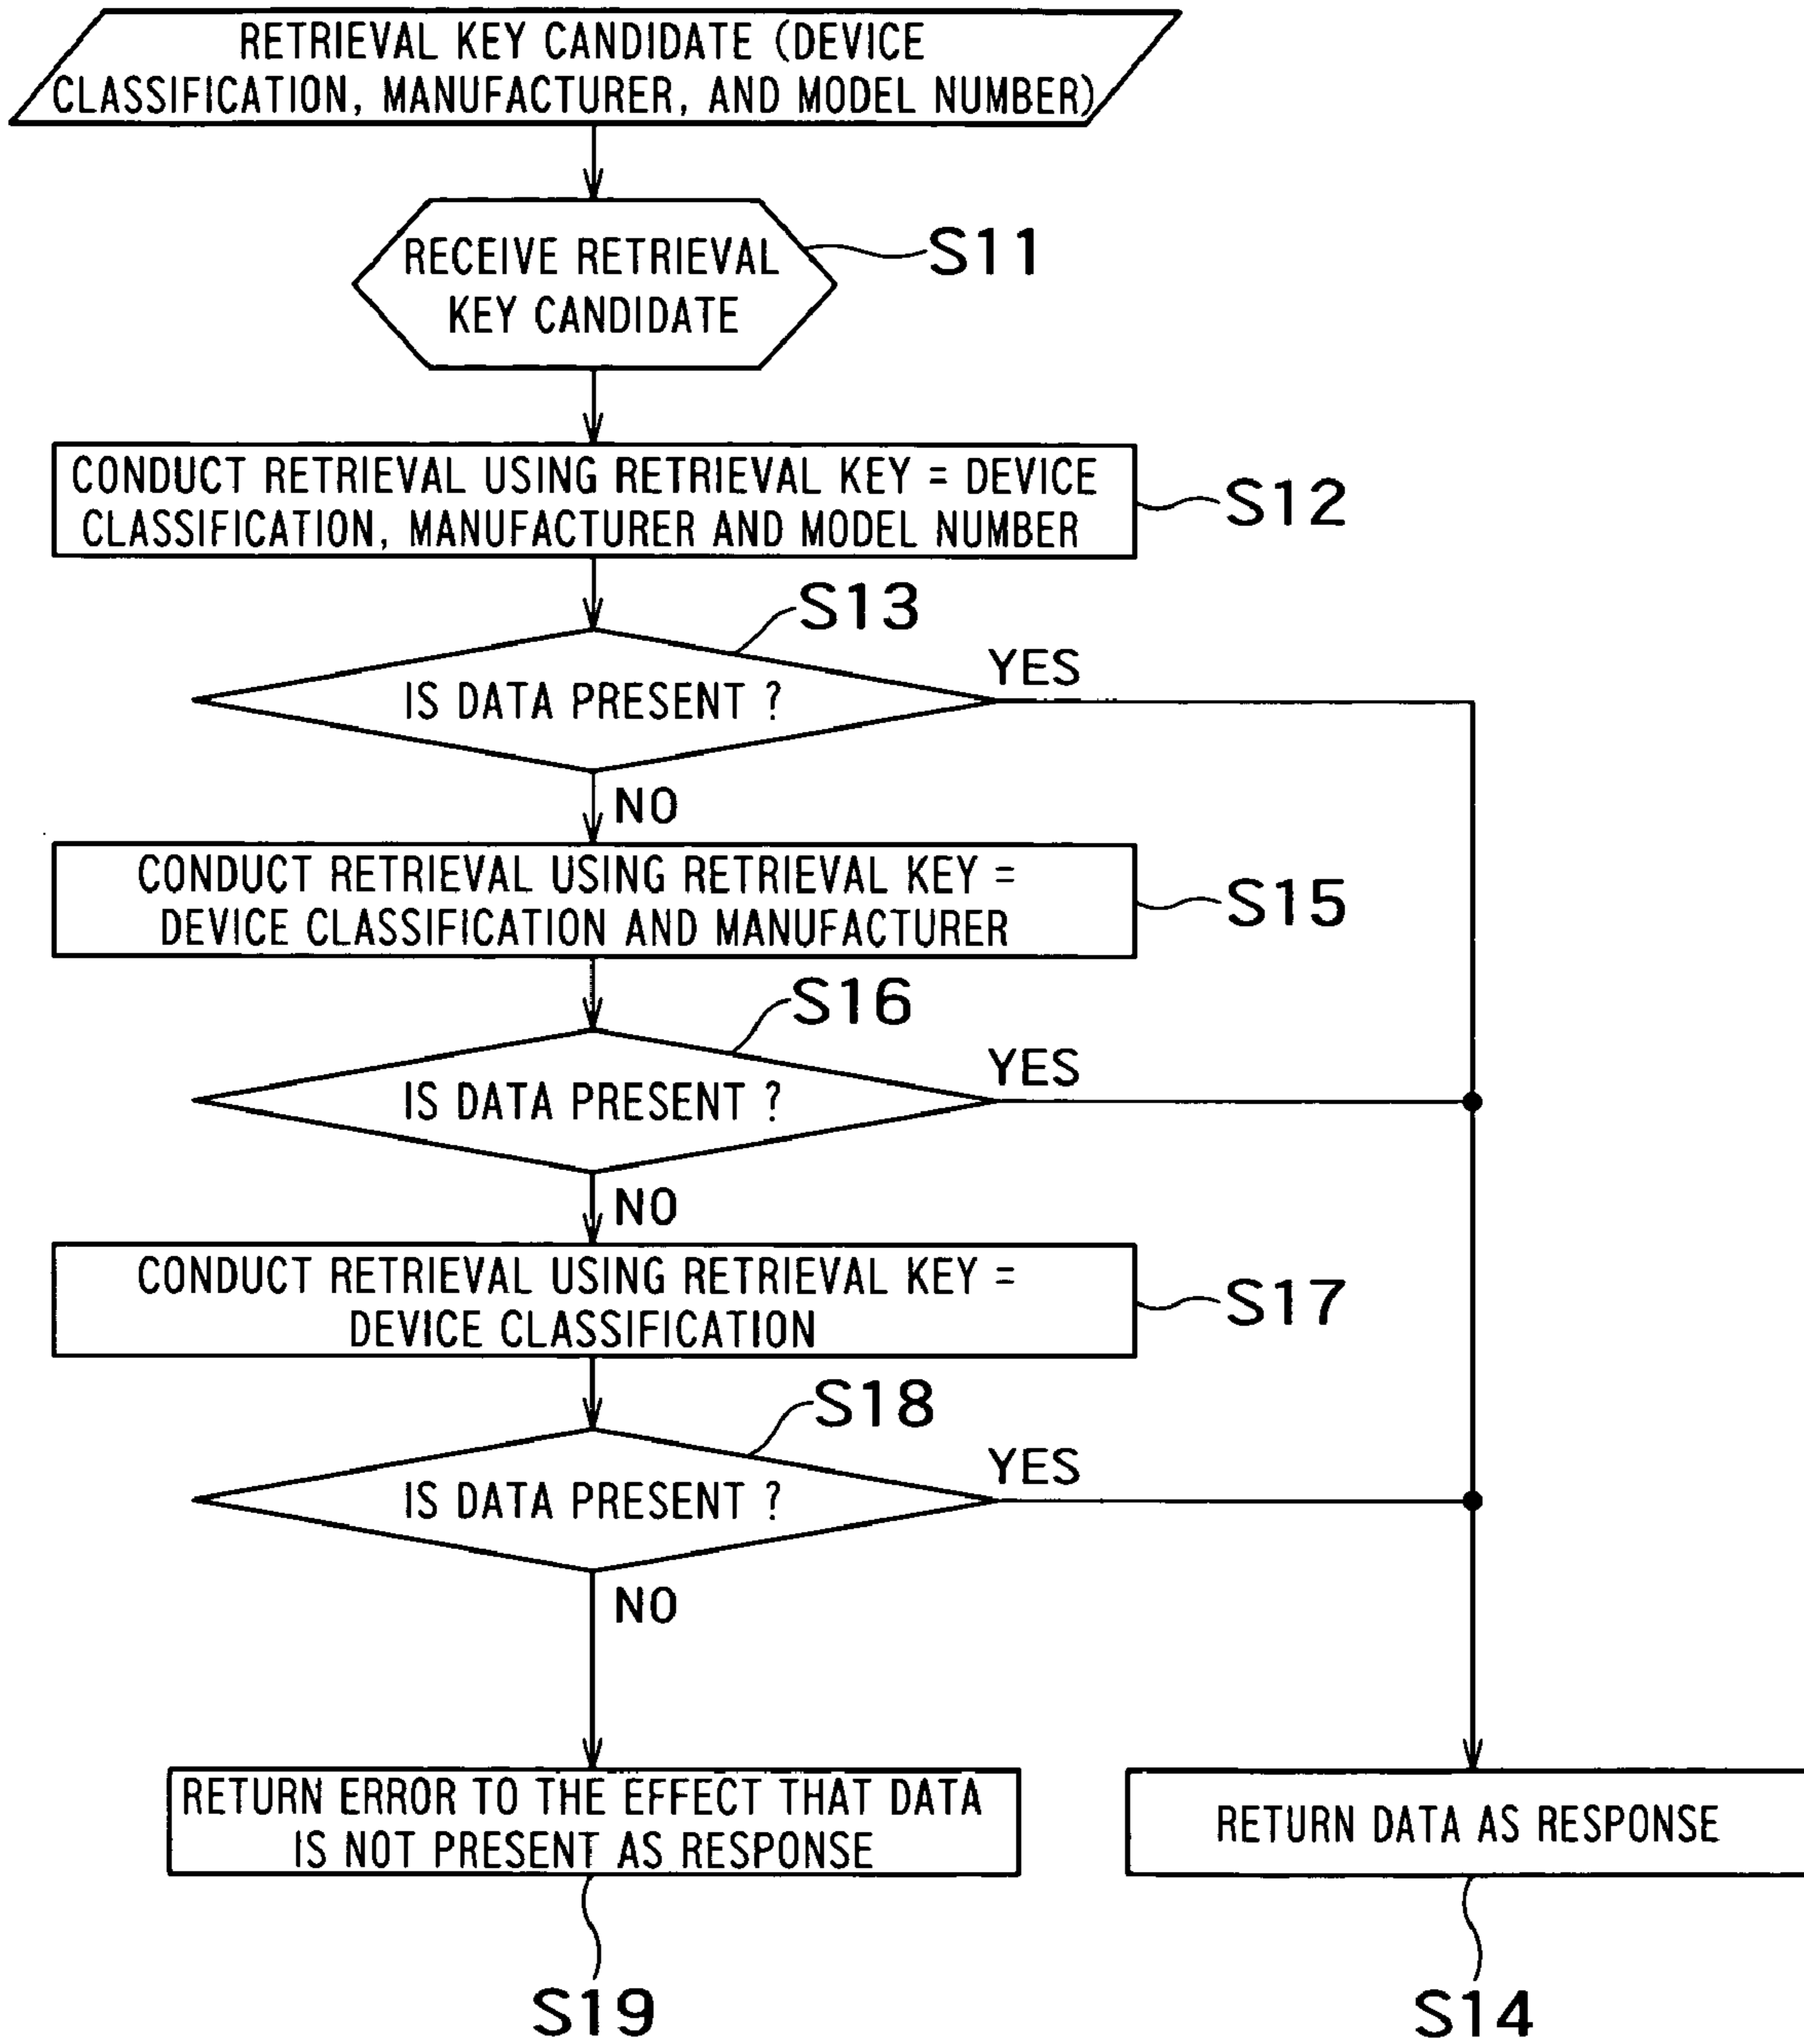 RETRIEVAL KEY CANDIDATE (DEVICE
CLASSIFICATION, MANUFACTURER, AND MODEL NUMBER)
RECEIVE RETRIEVAL
KEY CANDIDATE
S11
CONDUCT RETRIEVAL USING RETRIEVAL KEY = DEVICE
CLASSIFICATION, MANUFACTURER AND MODEL NUMBER
S12
S13
IS DATA PRESENT ?
YES
NO
CONDUCT RETRIEVAL USING RETRIEVAL KEY =
DEVICE CLASSIFICATION AND MANUFACTURER
S15
S16
IS DATA PRESENT ?
YES
NO
CONDUCT RETRIEVAL USING RETRIEVAL KEY =
DEVICE CLASSIFICATION
S17
S18
IS DATA PRESENT ?
YES
NO
RETURN ERROR TO THE EFFECT THAT DATA
IS NOT PRESENT AS RESPONSE
RETURN DATA AS RESPONSE
S19
S14